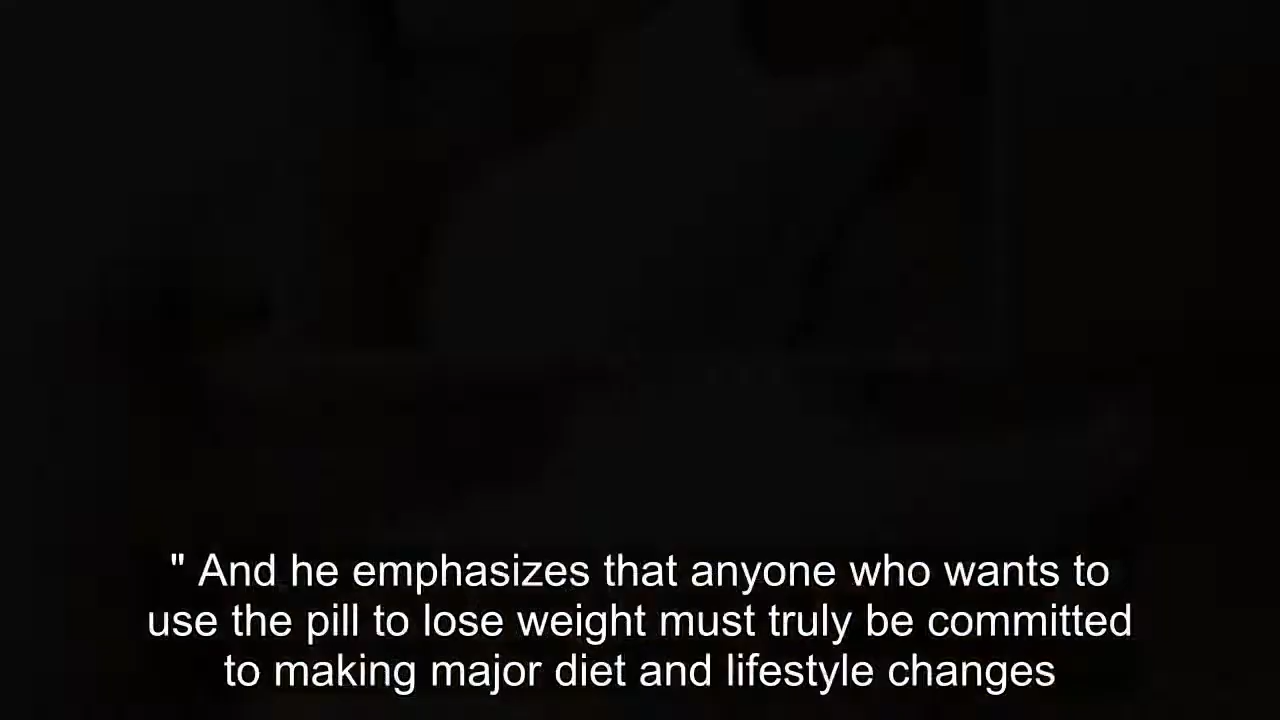 " And he emphasizes that anyone who wants to
use the pill to lose weight must truly be committed
to making major diet and lifestyle changes